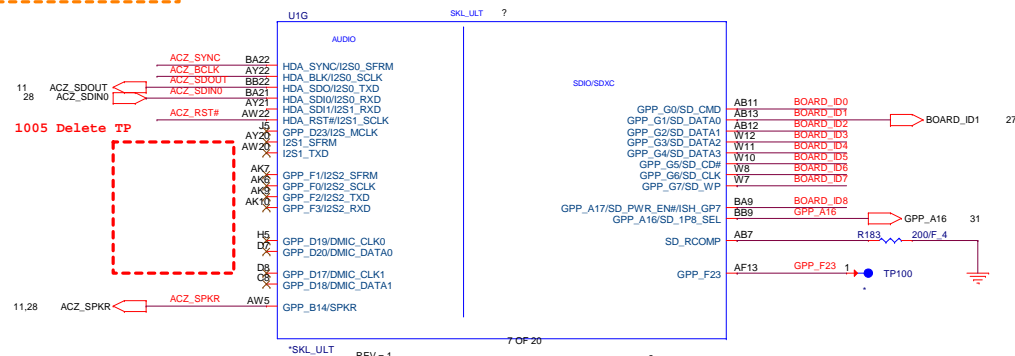 U1G
SKL_ULT
?
AUDIO
SDIO/SDXC
ACZ_SYNC BA22 HDA_SYNC/I2S0_SFRM
ACZ_BCLK AY22 HDA_BLK/I2S0_SCLK
11 ACZ_SDOUT ACZ_SDOUT BB22 HDA_SDO/I2S0_TXD
28 ACZ_SDIN0 ACZ_SDIN0 BA21 HDA_SDI0/I2S0_RXD
AY21 HDA_SDI1/I2S1_RXD
ACZ_RST# AW22 HDA_RST#/I2S1_SCLK
J5 GPP_D23/I2S_MCLK
AY20 I2S1_SFRM
AW20 I2S1_TXD
1005 Delete TP
AK7 GPP_F1/I2S2_SFRM
AK6 GPP_F0/I2S2_SCLK
AK9 GPP_F2/I2S2_TXD
AK10 GPP_F3/I2S2_RXD
H5 GPP_D19/DMIC_CLK0
D7 GPP_D20/DMIC_DATA0
D8 GPP_D17/DMIC_CLK1
C8 GPP_D18/DMIC_DATA1
11,28 ACZ_SPKR ACZ_SPKR AW5 GPP_B14/SPKR
GPP_G0/SD_CMD AB11 BOARD_ID0
GPP_G1/SD_DATA0 AB13 BOARD_ID1 BOARD_ID1 27
GPP_G2/SD_DATA1 AB12 BOARD_ID2
GPP_G3/SD_DATA2 W12 BOARD_ID3
GPP_G4/SD_DATA3 W11 BOARD_ID4
GPP_G5/SD_CD# W10 BOARD_ID5
GPP_G6/SD_CLK W8 BOARD_ID6
GPP_G7/SD_WP W7 BOARD_ID7
GPP_A17/SD_PWR_EN#/ISH_GP7 BA9 BOARD_ID8
GPP_A16/SD_1P8_SEL BB9 GPP_A16 GPP_A16 31
SD_RCOMP AB7 R183 200/F_4
GPP_F23 AF13 GPP_F23 1 TP100
*
7 OF 20
*SKL_ULT
REV = 1